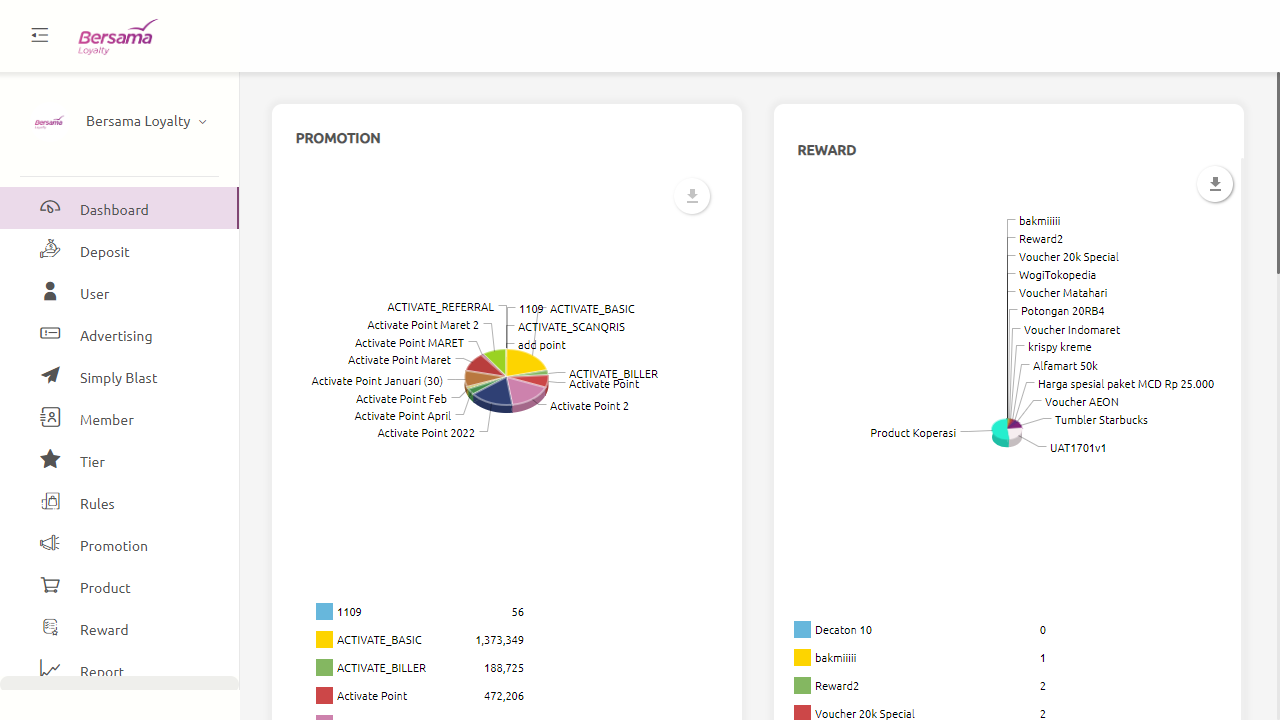 Bersama
Loyalty
Bersama
Bersama Loyalty
Dashboard
Deposit
User
Advertising
Simply Blast
Member
Tier
Rules
Promotion
Product
Reward
Report
PROMOTION
ACTIVATE_REFERRAL
1109
ACTIVATE_BASIC
Activate Point Maret 2
ACTIVATE_SCANQRIS
Activate Point MARET
add point
Activate Point Maret
ACTIVATE_BILLER
Activate Point Januari (30)
Activate Point
Activate Point Feb
Activate Point 2
Activate Point April
Activate Point 2022
1109 56
ACTIVATE_BASIC 1,373,349
ACTIVATE_BILLER 188,725
Activate Point 472,206
REWARD
bakmiiiii
Reward2
Voucher 20k Special
WogiTokopedia
Voucher Matahari
Potongan 20RB4
Voucher Indomaret
krispy kreme
Alfamart 50k
Harga spesial paket MCD Rp 25.000
Voucher AEON
Tumbler Starbucks
Product Koperasi
UAT1701v1
Decaton 10 0
bakmiiiii 1
Reward2 2
Voucher 20k Special 2